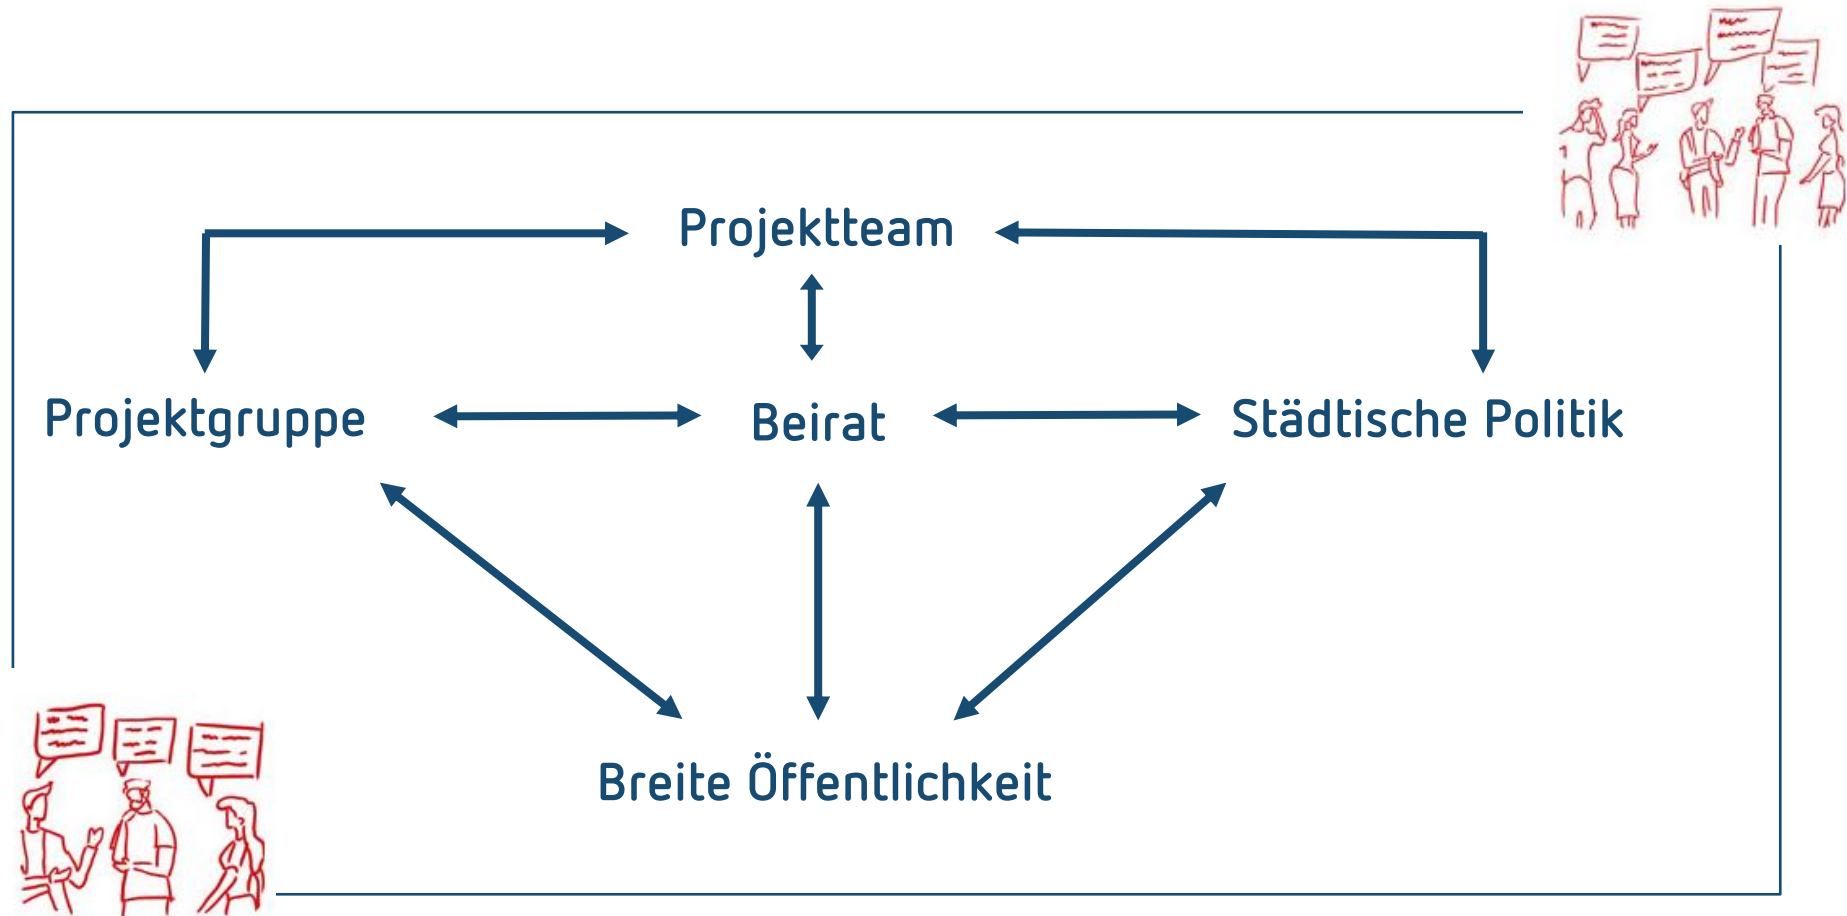 Projektteam
Projektgruppe
Beirat
Städtische Politik
Breite Öffentlichkeit